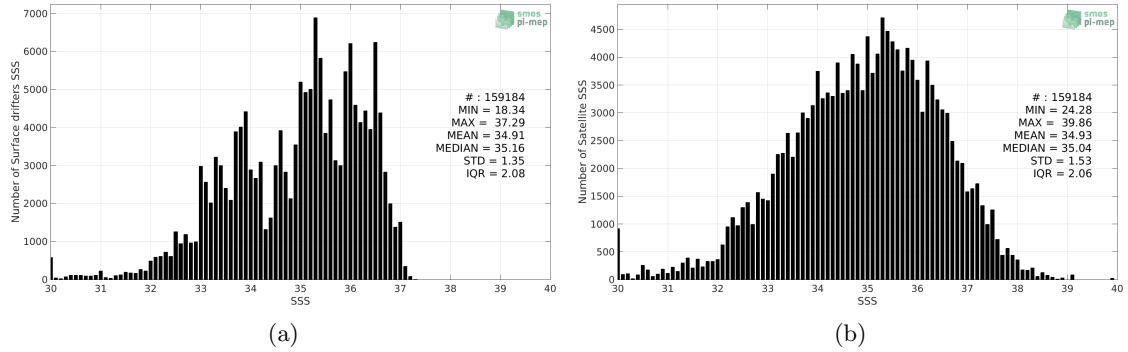 smos
pi-mep
7000
6000
5000
4000
3000
2000
1000
0
Number of Surface drifters SSS
# : 159184
MIN = 18.34
MAX = 37.29
MEAN = 34.91
MEDIAN = 35.16
STD = 1.35
IQR = 2.08
30 31 32 33 34 35 36 37 38 39 40
SSS
(a)
smos
pi-mep
4500
4000
3500
3000
2500
2000
1500
1000
500
0
Number of Satellite SSS
# : 159184
MIN = 24.28
MAX = 39.86
MEAN = 34.93
MEDIAN = 35.04
STD = 1.53
IQR = 2.06
30 31 32 33 34 35 36 37 38 39 40
SSS
(b)